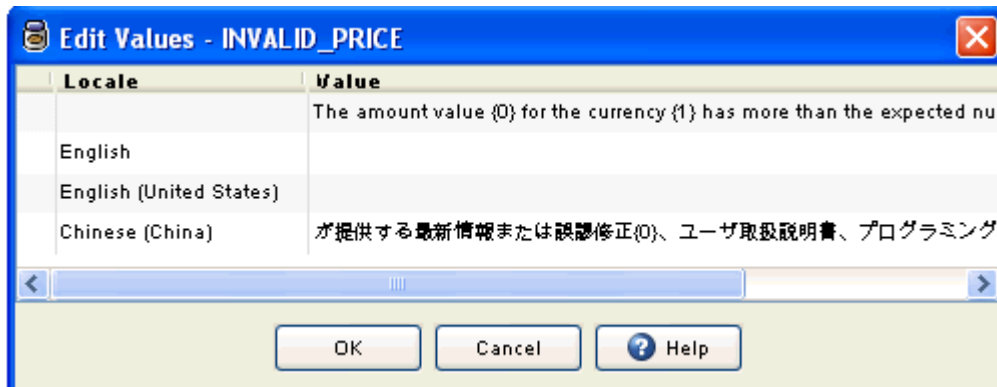 Edit Values - INVALID_PRICE
Locale Value
The amount value {0} for the currency {1} has more than the expected nu
English
English (United States)
Chinese (China) が提供する最新情報または誤謬修正{0}、ユーザ取扱説明書、プログラミング
OK Cancel Help